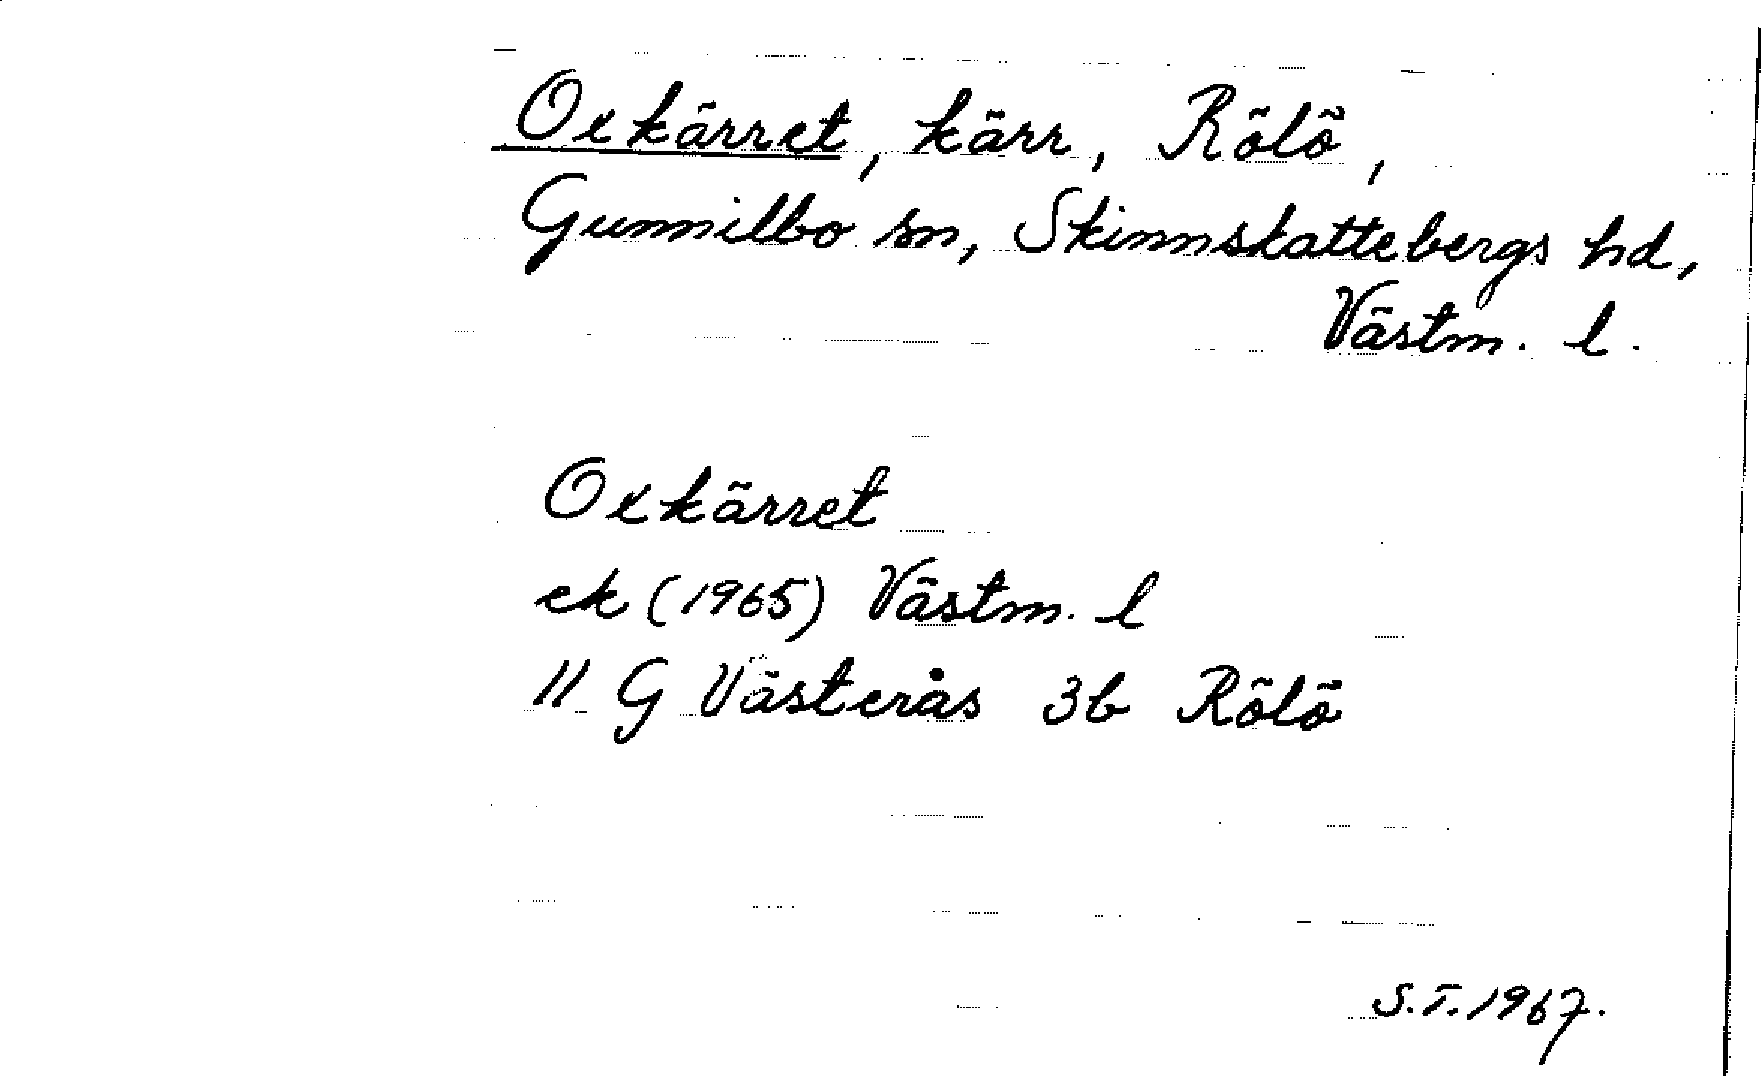 Oxkärret, kärr, Rölö,
Gunnilbo sn, Skinnskattebergs hd,
Västm. l.
Oxkärret
ek (1965) Västm. l
11 G Västerås 3b Rölö
S.T. 1967.